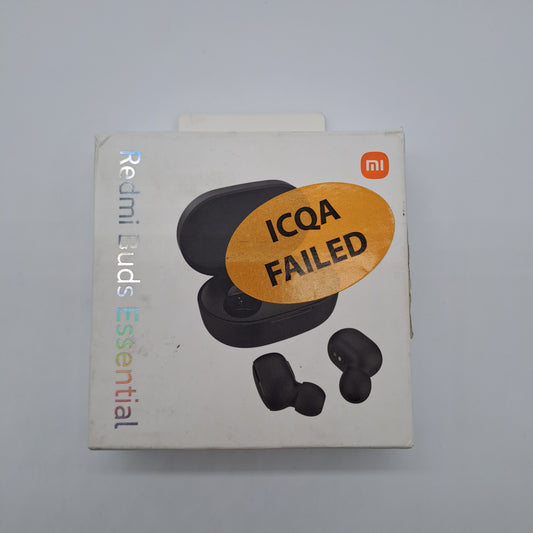 Redmi Buds Essential
mi
ICQA
FAILED